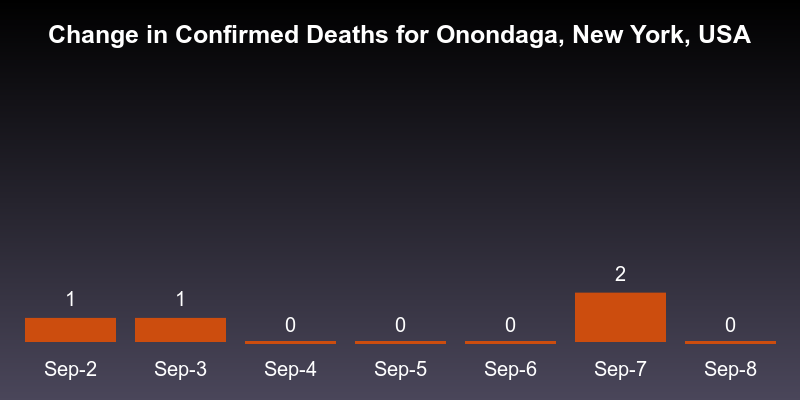 Change in Confirmed Deaths for Onondaga, New York, USA
2
1 1
0 0 0 0
Sep-2 Sep-3 Sep-4 Sep-5 Sep-6 Sep-7 Sep-8